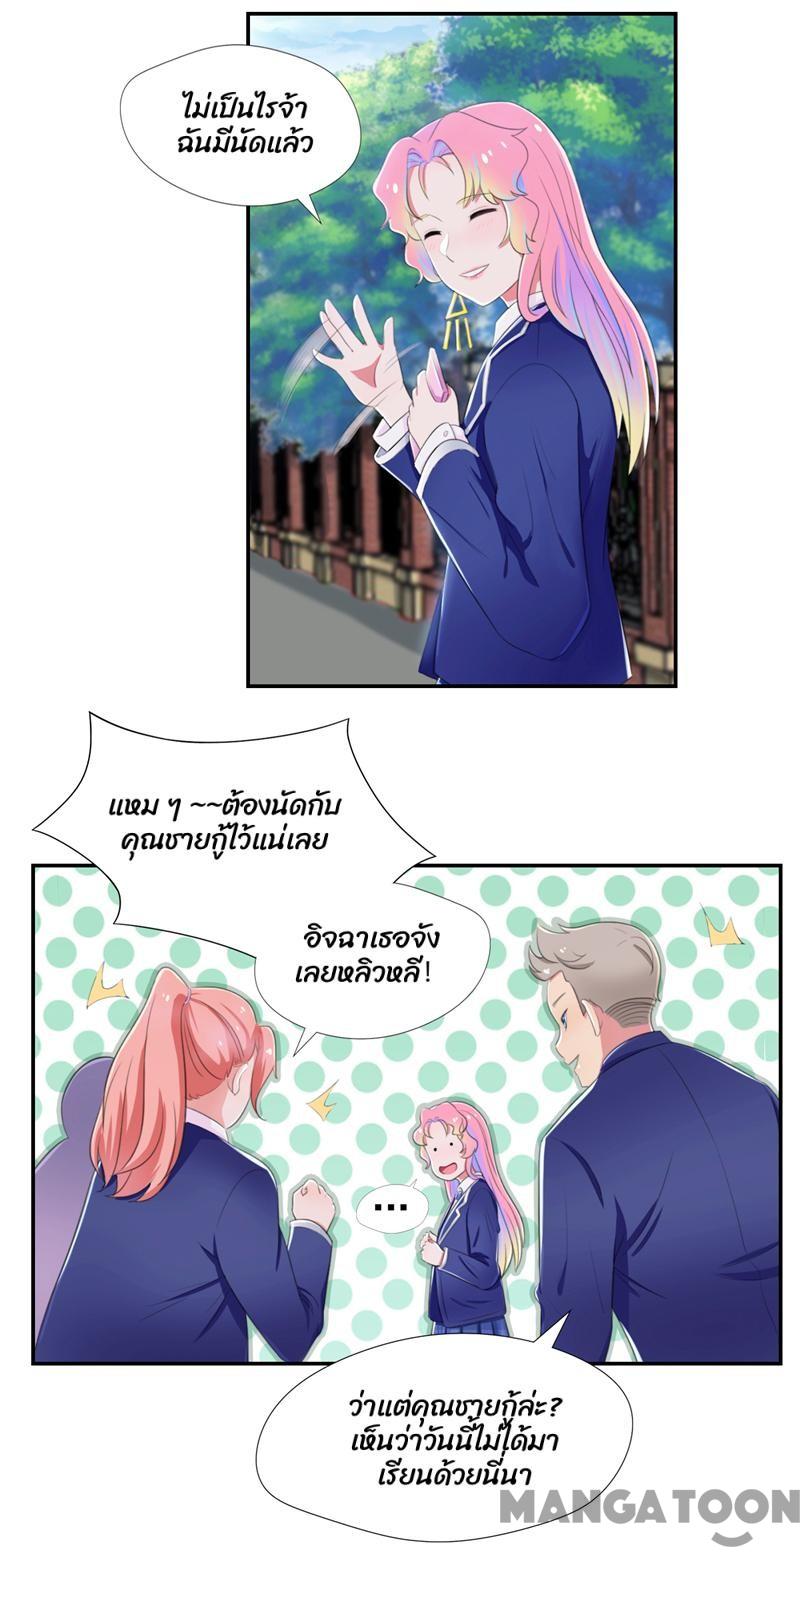 ไม่เป็นไรจ้า
ฉันมีนัดแล้ว
แหม ๆ ~~ต้องนัดกับ
คุณชายกู้ไว้แน่เลย
อิจฉาเธอจัง
เลยหลิวหลี!
...
ว่าแต่คุณชายกู้ล่ะ?
เห็นว่าวันนี้ไม่ได้มา
เรียนด้วยนี่นา
MANGATOON